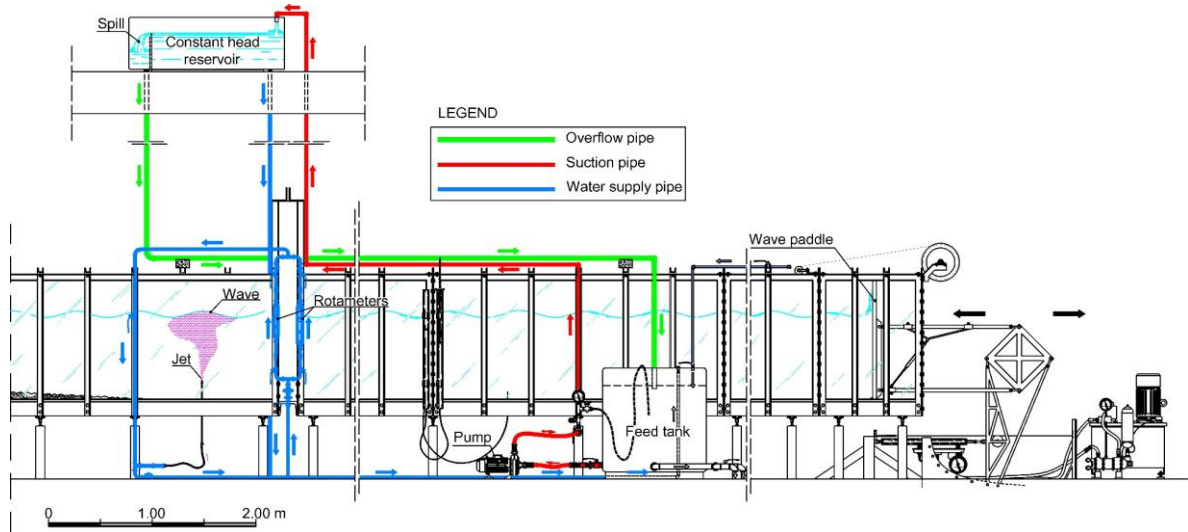 Spill
Constant head
reservoir
LEGEND
Overflow pipe
Suction pipe
Water supply pipe
Wave paddle
Wave
Rotameters
Jet
Pump
Feed tank
0 1.00 2.00 m